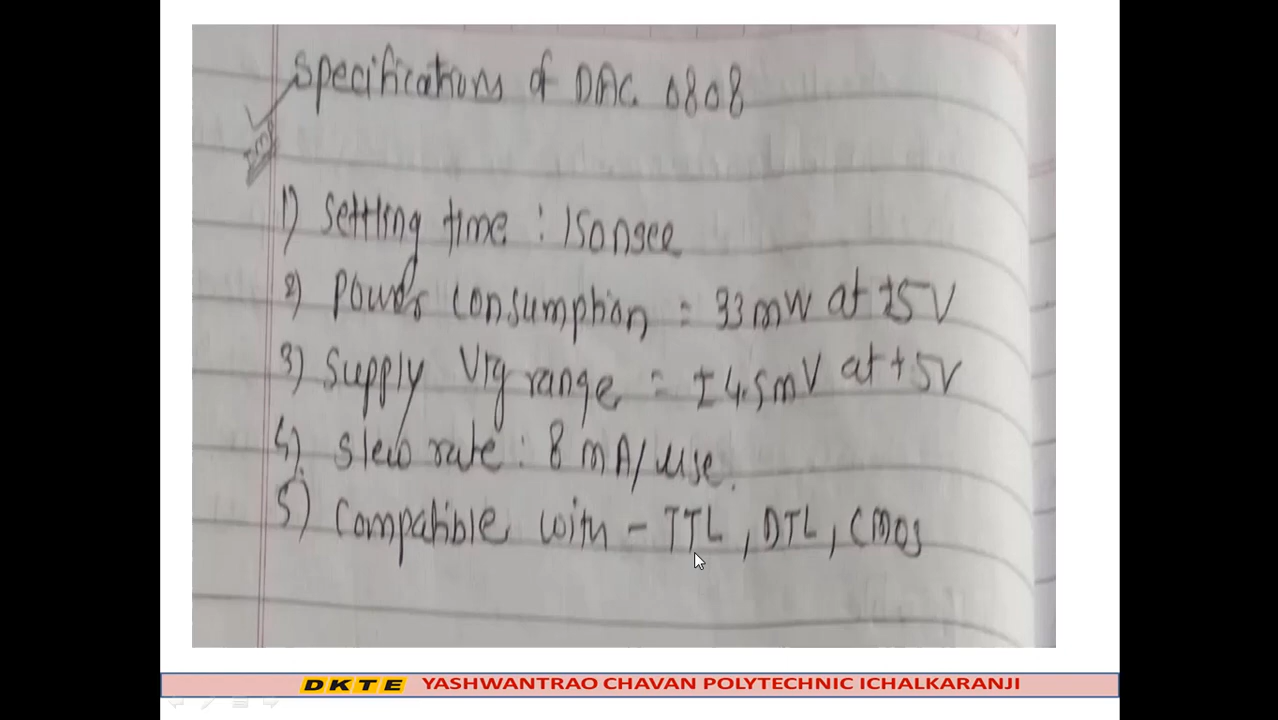 Specifications of DAC 0808
IMP
1) Settling time : 150nsec
2) Power consumption = 33mW at ±5V
3) Supply Vtg range = ±4.5mV at +5V
4) Slew rate : 8 mA/use.
5) Compatible with - TTL, DTL, CMOS
DKTE YASHWANTRAO CHAVAN POLYTECHNIC ICHALKARANJI